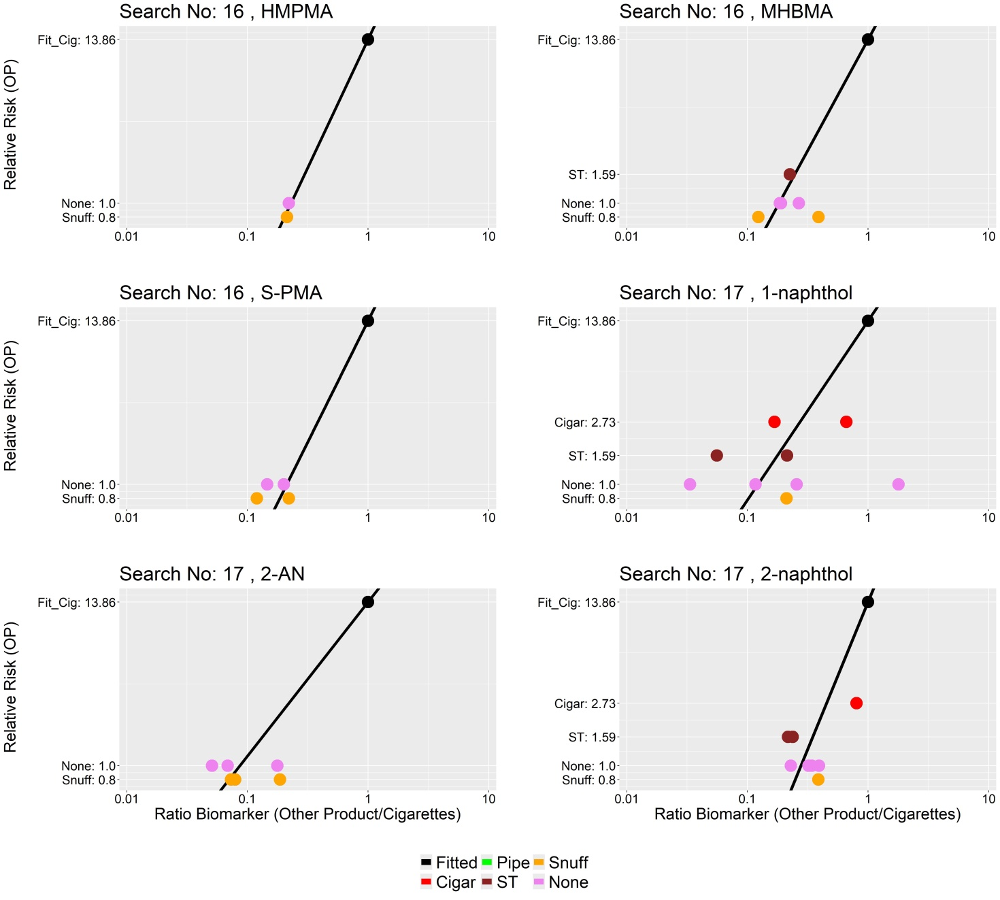 Search No: 16 , HMPMA
Relative Risk (OP)
Fit_Cig: 13.86
None: 1.0
Snuff: 0.8
0.01 0.1 1 10
Search No: 16 , MHBMA
Fit_Cig: 13.86
ST: 1.59
None: 1.0
Snuff: 0.8
0.01 0.1 1 10
Search No: 16 , S-PMA
Relative Risk (OP)
Fit_Cig: 13.86
None: 1.0
Snuff: 0.8
0.01 0.1 1 10
Search No: 17 , 1-naphthol
Fit_Cig: 13.86
Cigar: 2.73
ST: 1.59
None: 1.0
Snuff: 0.8
0.01 0.1 1 10
Search No: 17 , 2-AN
Relative Risk (OP)
Fit_Cig: 13.86
None: 1.0
Snuff: 0.8
0.01 0.1 1 10
Ratio Biomarker (Other Product/Cigarettes)
Search No: 17 , 2-naphthol
Fit_Cig: 13.86
Cigar: 2.73
ST: 1.59
None: 1.0
Snuff: 0.8
0.01 0.1 1 10
Ratio Biomarker (Other Product/Cigarettes)
Fitted Pipe Snuff
Cigar ST None